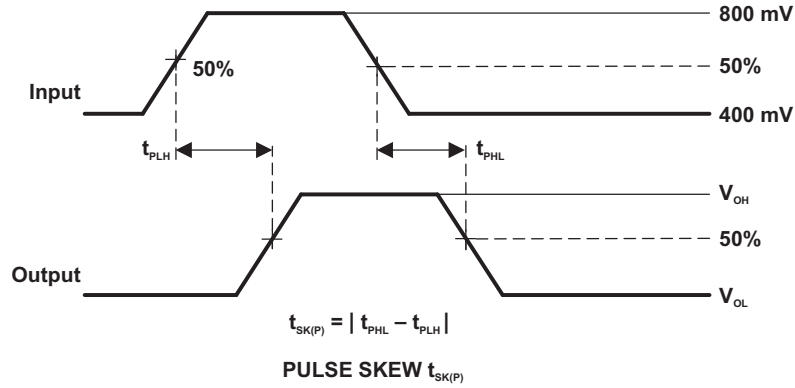 800 mV
50%
50%
Input
400 mV
tPLH
tPHL
VOH
50%
Output
VOL
tSK(P) = | tPHL – tPLH |
PULSE SKEW tSK(P)